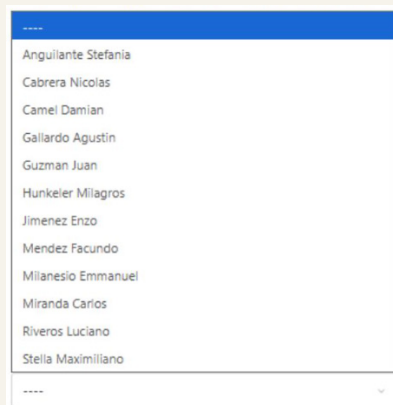 ----
Anguilante Stefania
Cabrera Nicolas
Camel Damian
Gallardo Agustin
Guzman Juan
Hunkeler Milagros
Jimenez Enzo
Mendez Facundo
Milanesio Emmanuel
Miranda Carlos
Riveros Luciano
Stella Maximiliano
----